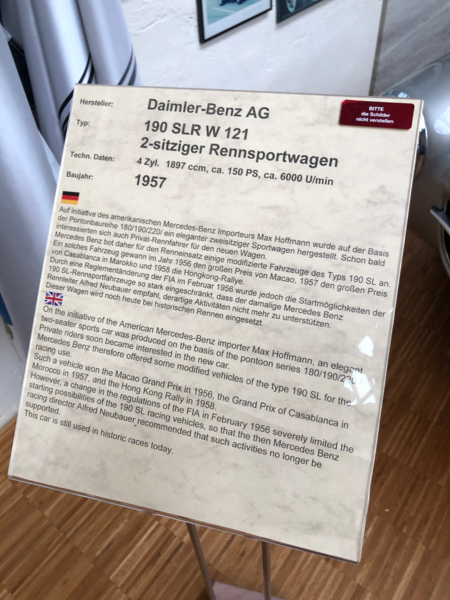 BITTE
die Schilder
nicht verstellen
Hersteller: Daimler-Benz AG
Typ: 190 SLR W 121
2-sitziger Rennsportwagen
Techn. Daten: 4 Zyl. 1897 ccm, ca. 150 PS, ca. 6000 U/min
Baujahr: 1957
Auf initiative des amerikanischen Mercedes-Benz Importeurs Max Hoffmann wurde auf der Basis
der Pontonbaureihe 180/190/220/ ein eleganter zweisitziger Sportwagen hergestellt. Schon bald
interessierten sich auch Privat-Rennfahrer für den neuen Wagen.
Mercedes Benz bot daher für den Renneinsatz einige modifizierte Fahrzeuge des Typs 190 SL an.
Ein solches Fahrzeug gewann im Jahr 1956 den großen Preis von Macao, 1957 den großen Preis
von Casablanca in Marokko und 1958 die Hongkong-Rallye.
Durch eine Reglementänderung der FIA im Februar 1956 wurde jedoch die Startmöglichkeiten der
190 SL-Rennsportfahrzeuge so stark eingeschränkt, dass der damalige Mercedes Benz
Rennleiter Alfred Neubauer empfahl, derartige Aktivitäten nicht mehr zu unterstützen.
Dieser Wagen wird noch heute bei historischen Rennen eingesetzt.
On the initiative of the American Mercedes-Benz importer Max Hoffmann, an elegant
two-seater sports car was produced on the basis of the pontoon series 180/190/220.
Private riders soon became interested in the new car.
Mercedes Benz therefore offered some modified vehicles of the type 190 SL for the
racing use.
Such a vehicle won the Macao Grand Prix in 1956, the Grand Prix of Casablanca in
Morocco in 1957, and the Hong Kong Rally in 1958.
However, a change in the regulations of the FIA in February 1956 severely limited the
starting possibilities of the 190 SL racing vehicles, so that the then Mercedes Benz
racing director Alfred Neubauer recommended that such activities no longer be
supported.
This car is still used in historic races today.